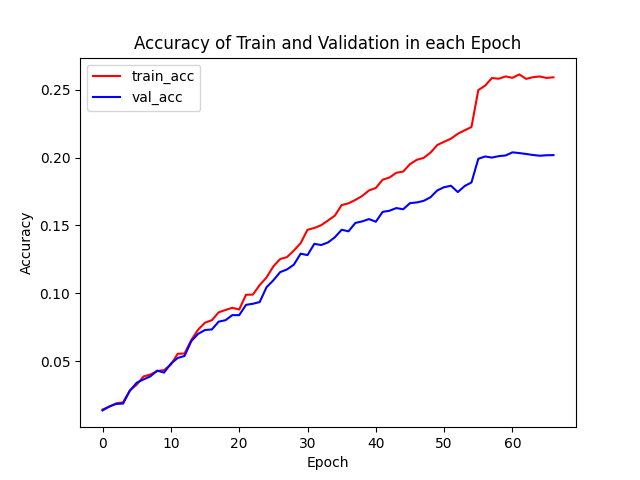 Accuracy of Train and Validation in each Epoch
train_acc
val_acc
0.25
0.20
0.15
0.10
0.05
Accuracy
0 10 20 30 40 50 60
Epoch